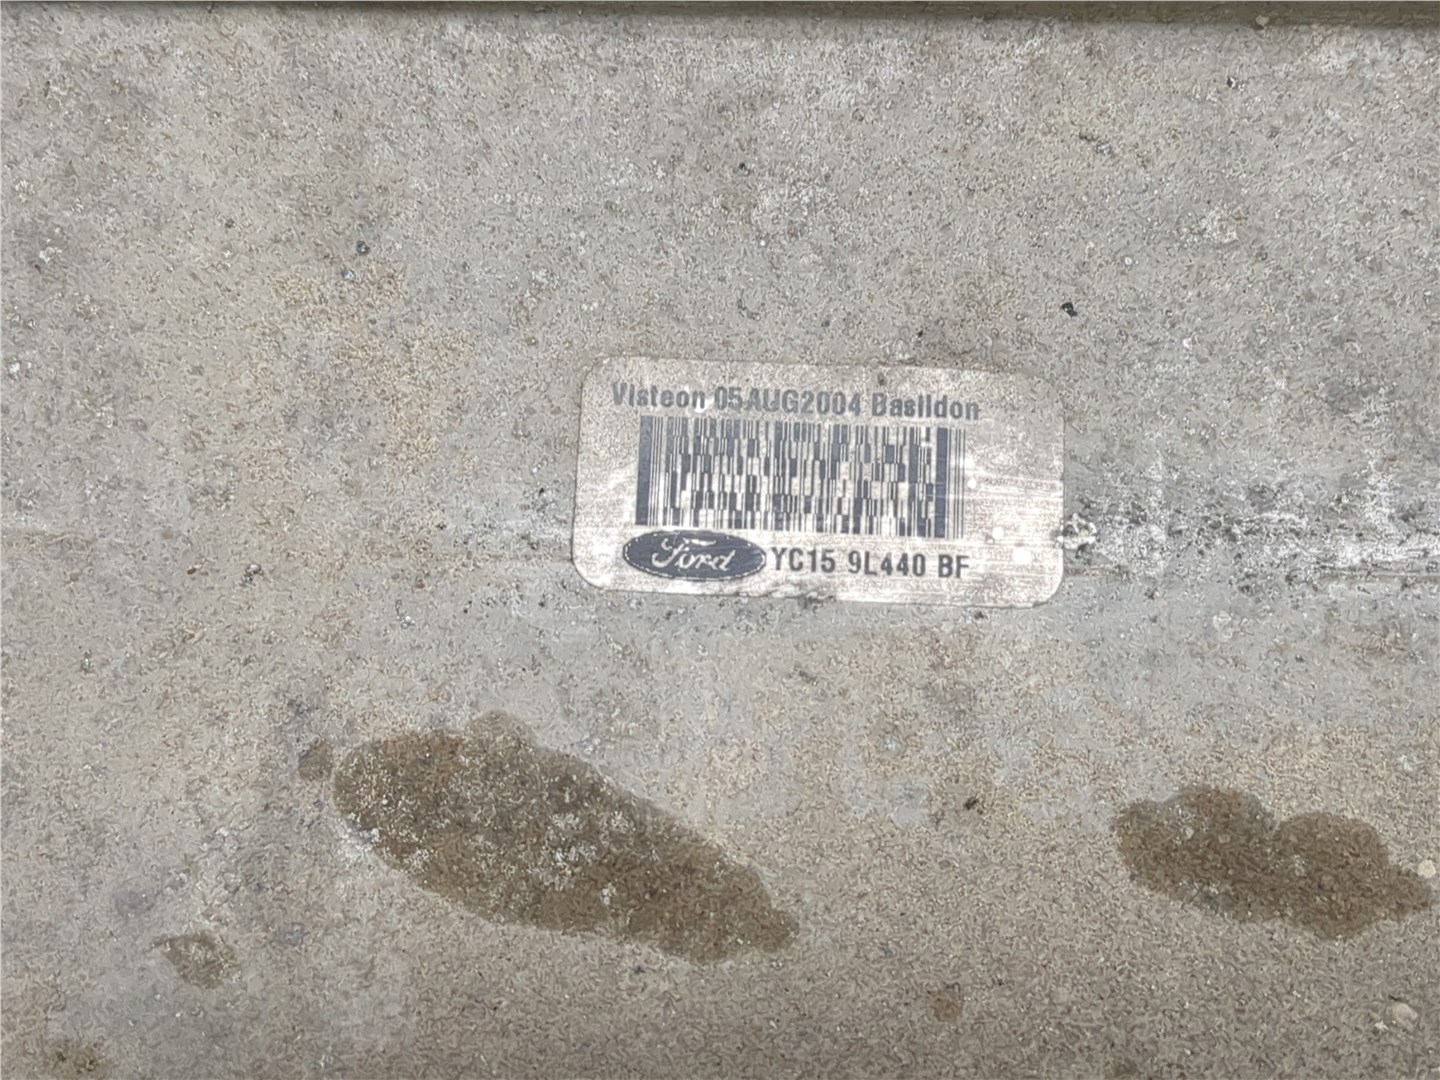 Visteon 05AUG2004 Basildon
Ford YC15 9L440 BF